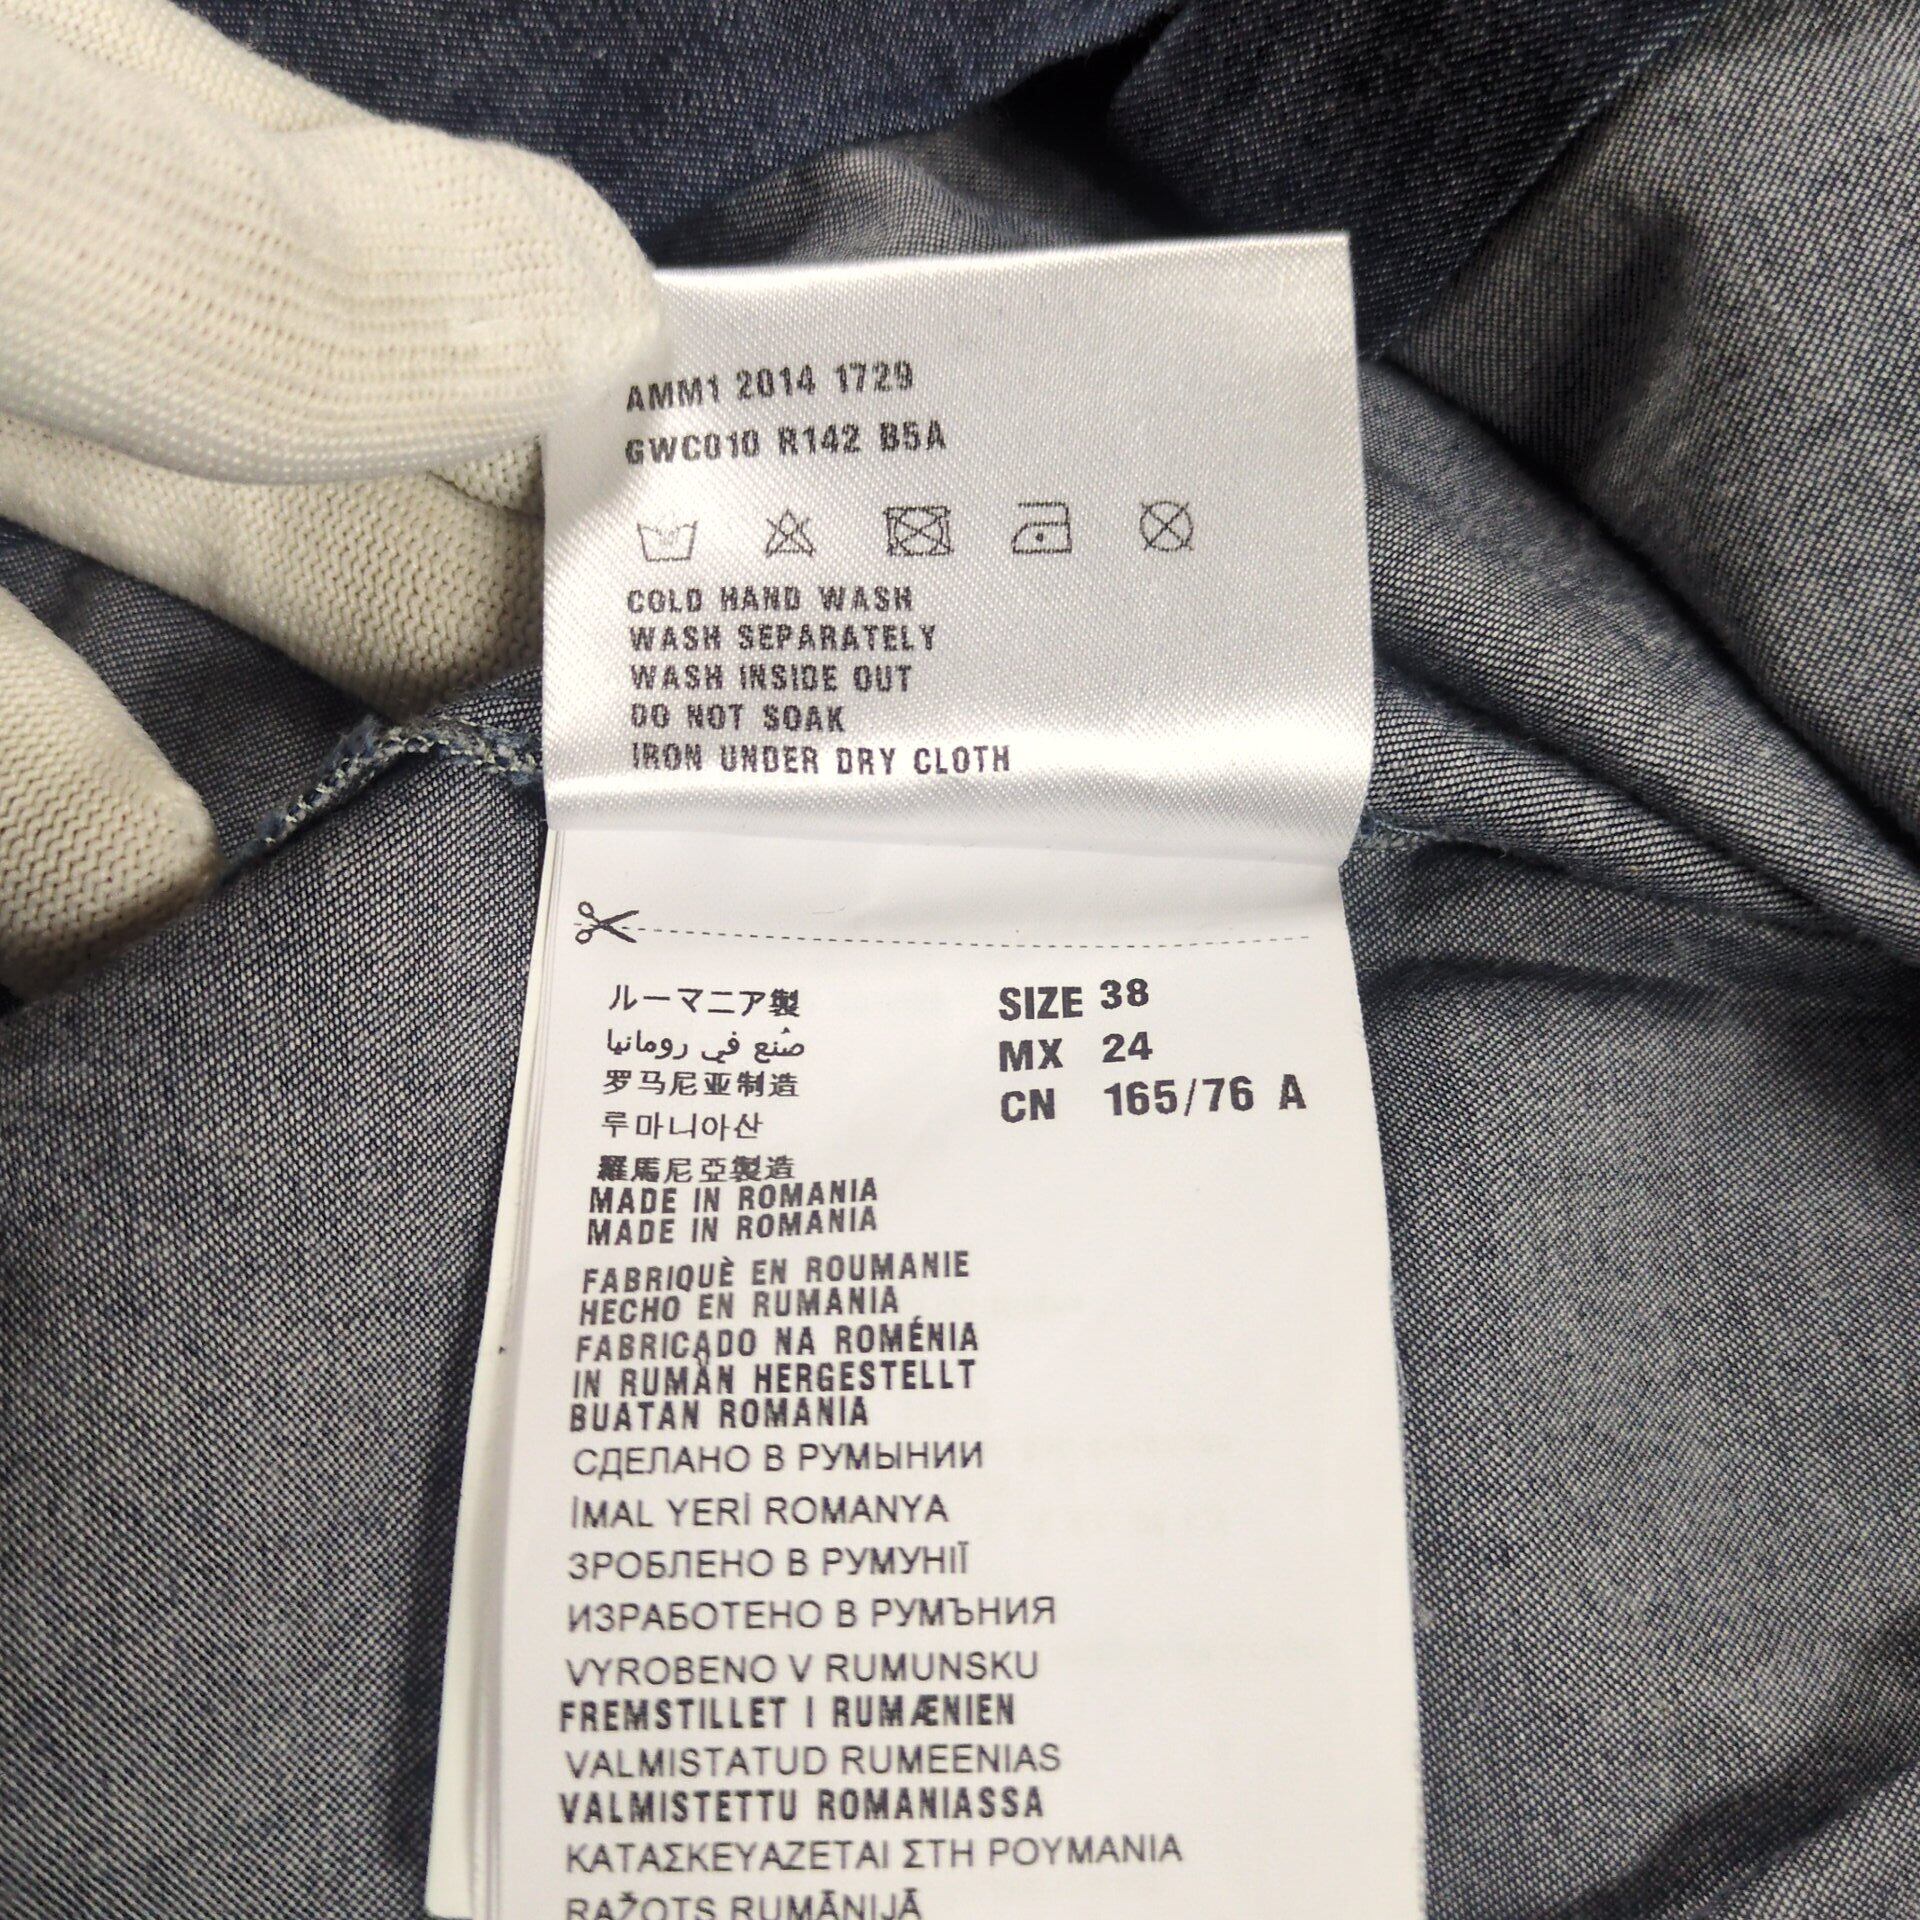 AMM1 2014 1729
GWC010 R142 B5A
COLD HAND WASH
WASH SEPARATELY
WASH INSIDE OUT
DO NOT SOAK
IRON UNDER DRY CLOTH
ルーマニア製
صُنع في رومانيا
罗马尼亚制造
루마니아산
羅馬尼亞製造
SIZE 38
MX 24
CN 165/76 A
MADE IN ROMANIA
MADE IN ROMANIA
FABRIQUÈ EN ROUMANIE
HECHO EN RUMANIA
FABRICADO NA ROMÉNIA
IN RUMÄN HERGESTELLT
BUATAN ROMANIA
СДЕЛАНО В РУМЫНИИ
İMAL YERİ ROMANYA
ЗРОБЛЕНО В РУМУНІЇ
ИЗРАБОТЕНО В РУМЪНИЯ
VYROBENO V RUMUNSKU
FREMSTILLET I RUMÆNIEN
VALMISTATUD RUMEENIAS
VALMISTETTU ROMANIASSA
ΚΑΤΑΣΚΕΥΑΖΕΤΑΙ ΣΤΗ ΡΟΥΜΑΝΙΑ
RAŽOTS RUMĀNIJĀ